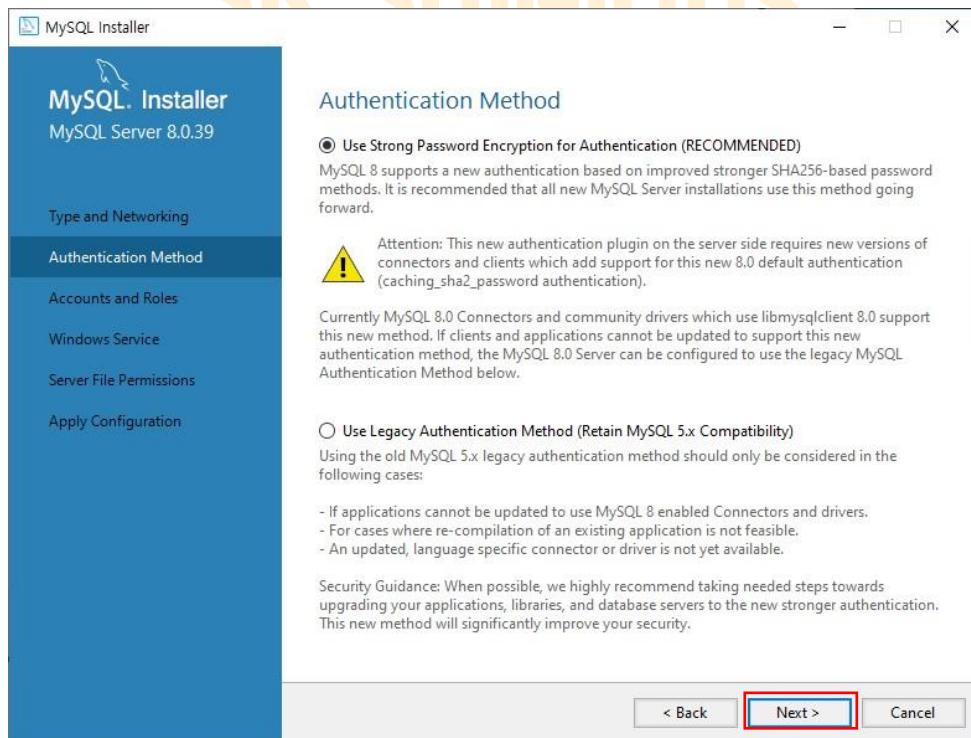 MySQL Installer
MySQL. Installer
MySQL Server 8.0.39
Type and Networking
Authentication Method
Accounts and Roles
Windows Service
Server File Permissions
Apply Configuration
Authentication Method
Use Strong Password Encryption for Authentication (RECOMMENDED)
MySQL 8 supports a new authentication based on improved stronger SHA256-based password
methods. It is recommended that all new MySQL Server installations use this method going
forward.
Attention: This new authentication plugin on the server side requires new versions of
connectors and clients which add support for this new 8.0 default authentication
(caching_sha2_password authentication).
Currently MySQL 8.0 Connectors and community drivers which use libmysqlclient 8.0 support
this new method. If clients and applications cannot be updated to support this new
authentication method, the MySQL 8.0 Server can be configured to use the legacy MySQL
Authentication Method below.
Use Legacy Authentication Method (Retain MySQL 5.x Compatibility)
Using the old MySQL 5.x legacy authentication method should only be considered in the
following cases:
- If applications cannot be updated to use MySQL 8 enabled Connectors and drivers.
- For cases where re-compilation of an existing application is not feasible.
- An updated, language specific connector or driver is not yet available.
Security Guidance: When possible, we highly recommend taking needed steps towards
upgrading your applications, libraries, and database servers to the new stronger authentication.
This new method will significantly improve your security.
< Back
Next >
Cancel